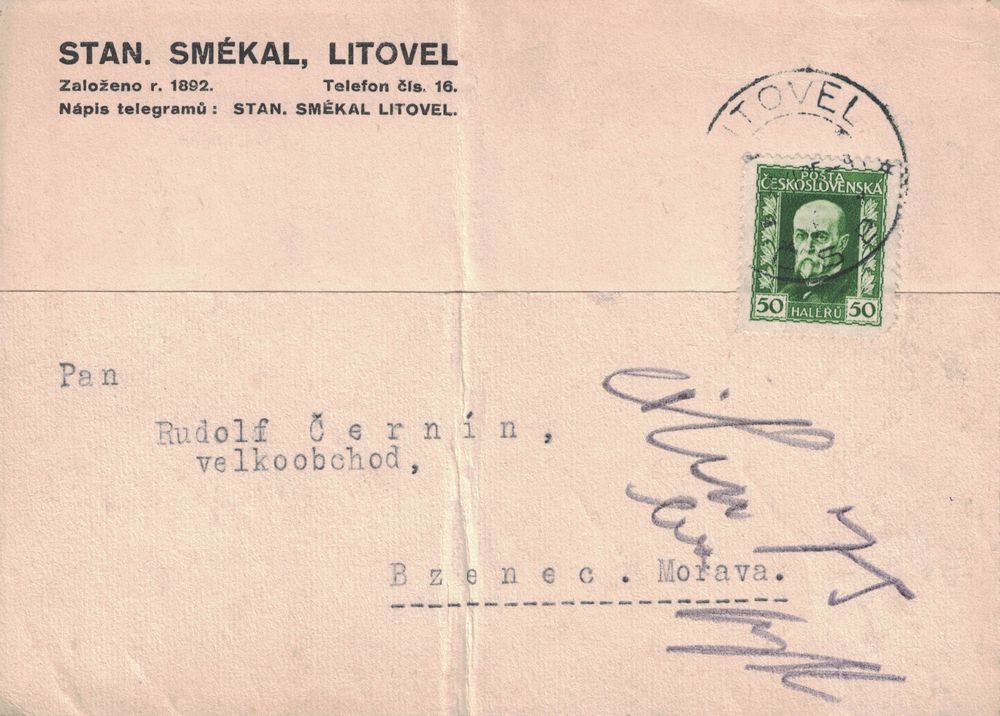 STAN. SMÉKAL, LITOVEL
Založeno r. 1892. Telefon čís. 16.
Nápis telegramů: STAN. SMÉKAL LITOVEL.
LITOVEL
POŠTA
ČESKOSLOVENSKÁ
50 HALÉŘŮ 50
Pan
Rudolf Černín,
velkoobchod,
Bzenec. Morava.